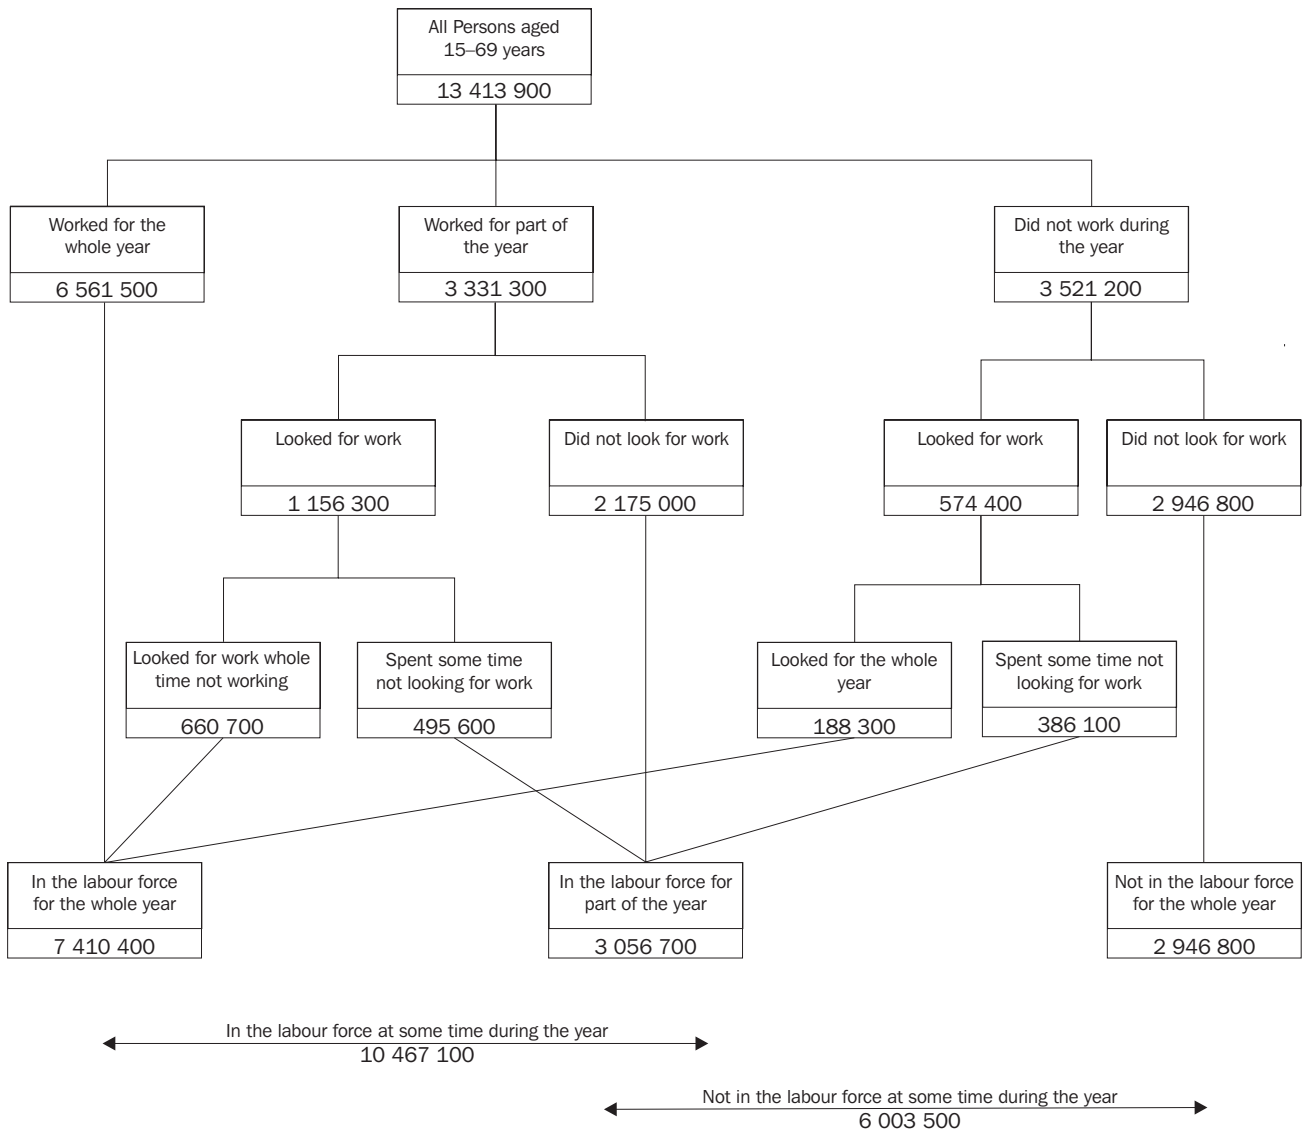 All Persons aged
15–69 years
13 413 900
Worked for the
whole year
6 561 500
Worked for part of
the year
3 331 300
Did not work during
the year
3 521 200
Looked for work
1 156 300
Did not look for work
2 175 000
Looked for work
574 400
Did not look for work
2 946 800
Looked for work whole
time not working
660 700
Spent some time
not looking for work
495 600
Looked for the whole
year
188 300
Spent some time not
looking for work
386 100
In the labour force
for the whole year
7 410 400
In the labour force for
part of the year
3 056 700
Not in the labour force
for the whole year
2 946 800
In the labour force at some time during the year
10 467 100
Not in the labour force at some time during the year
6 003 500